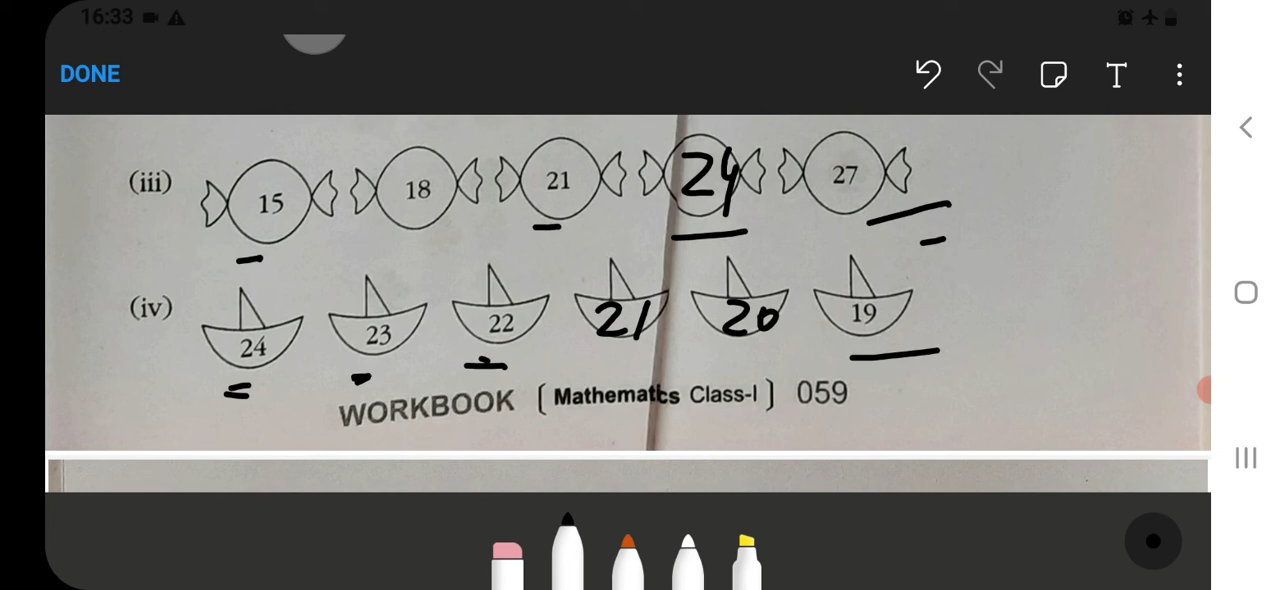 16:33
DONE
T
(iii) 15 18 21 24 27
(iv) 24 23 22 21 20 19
WORKBOOK [ Mathematics Class-I ] 059